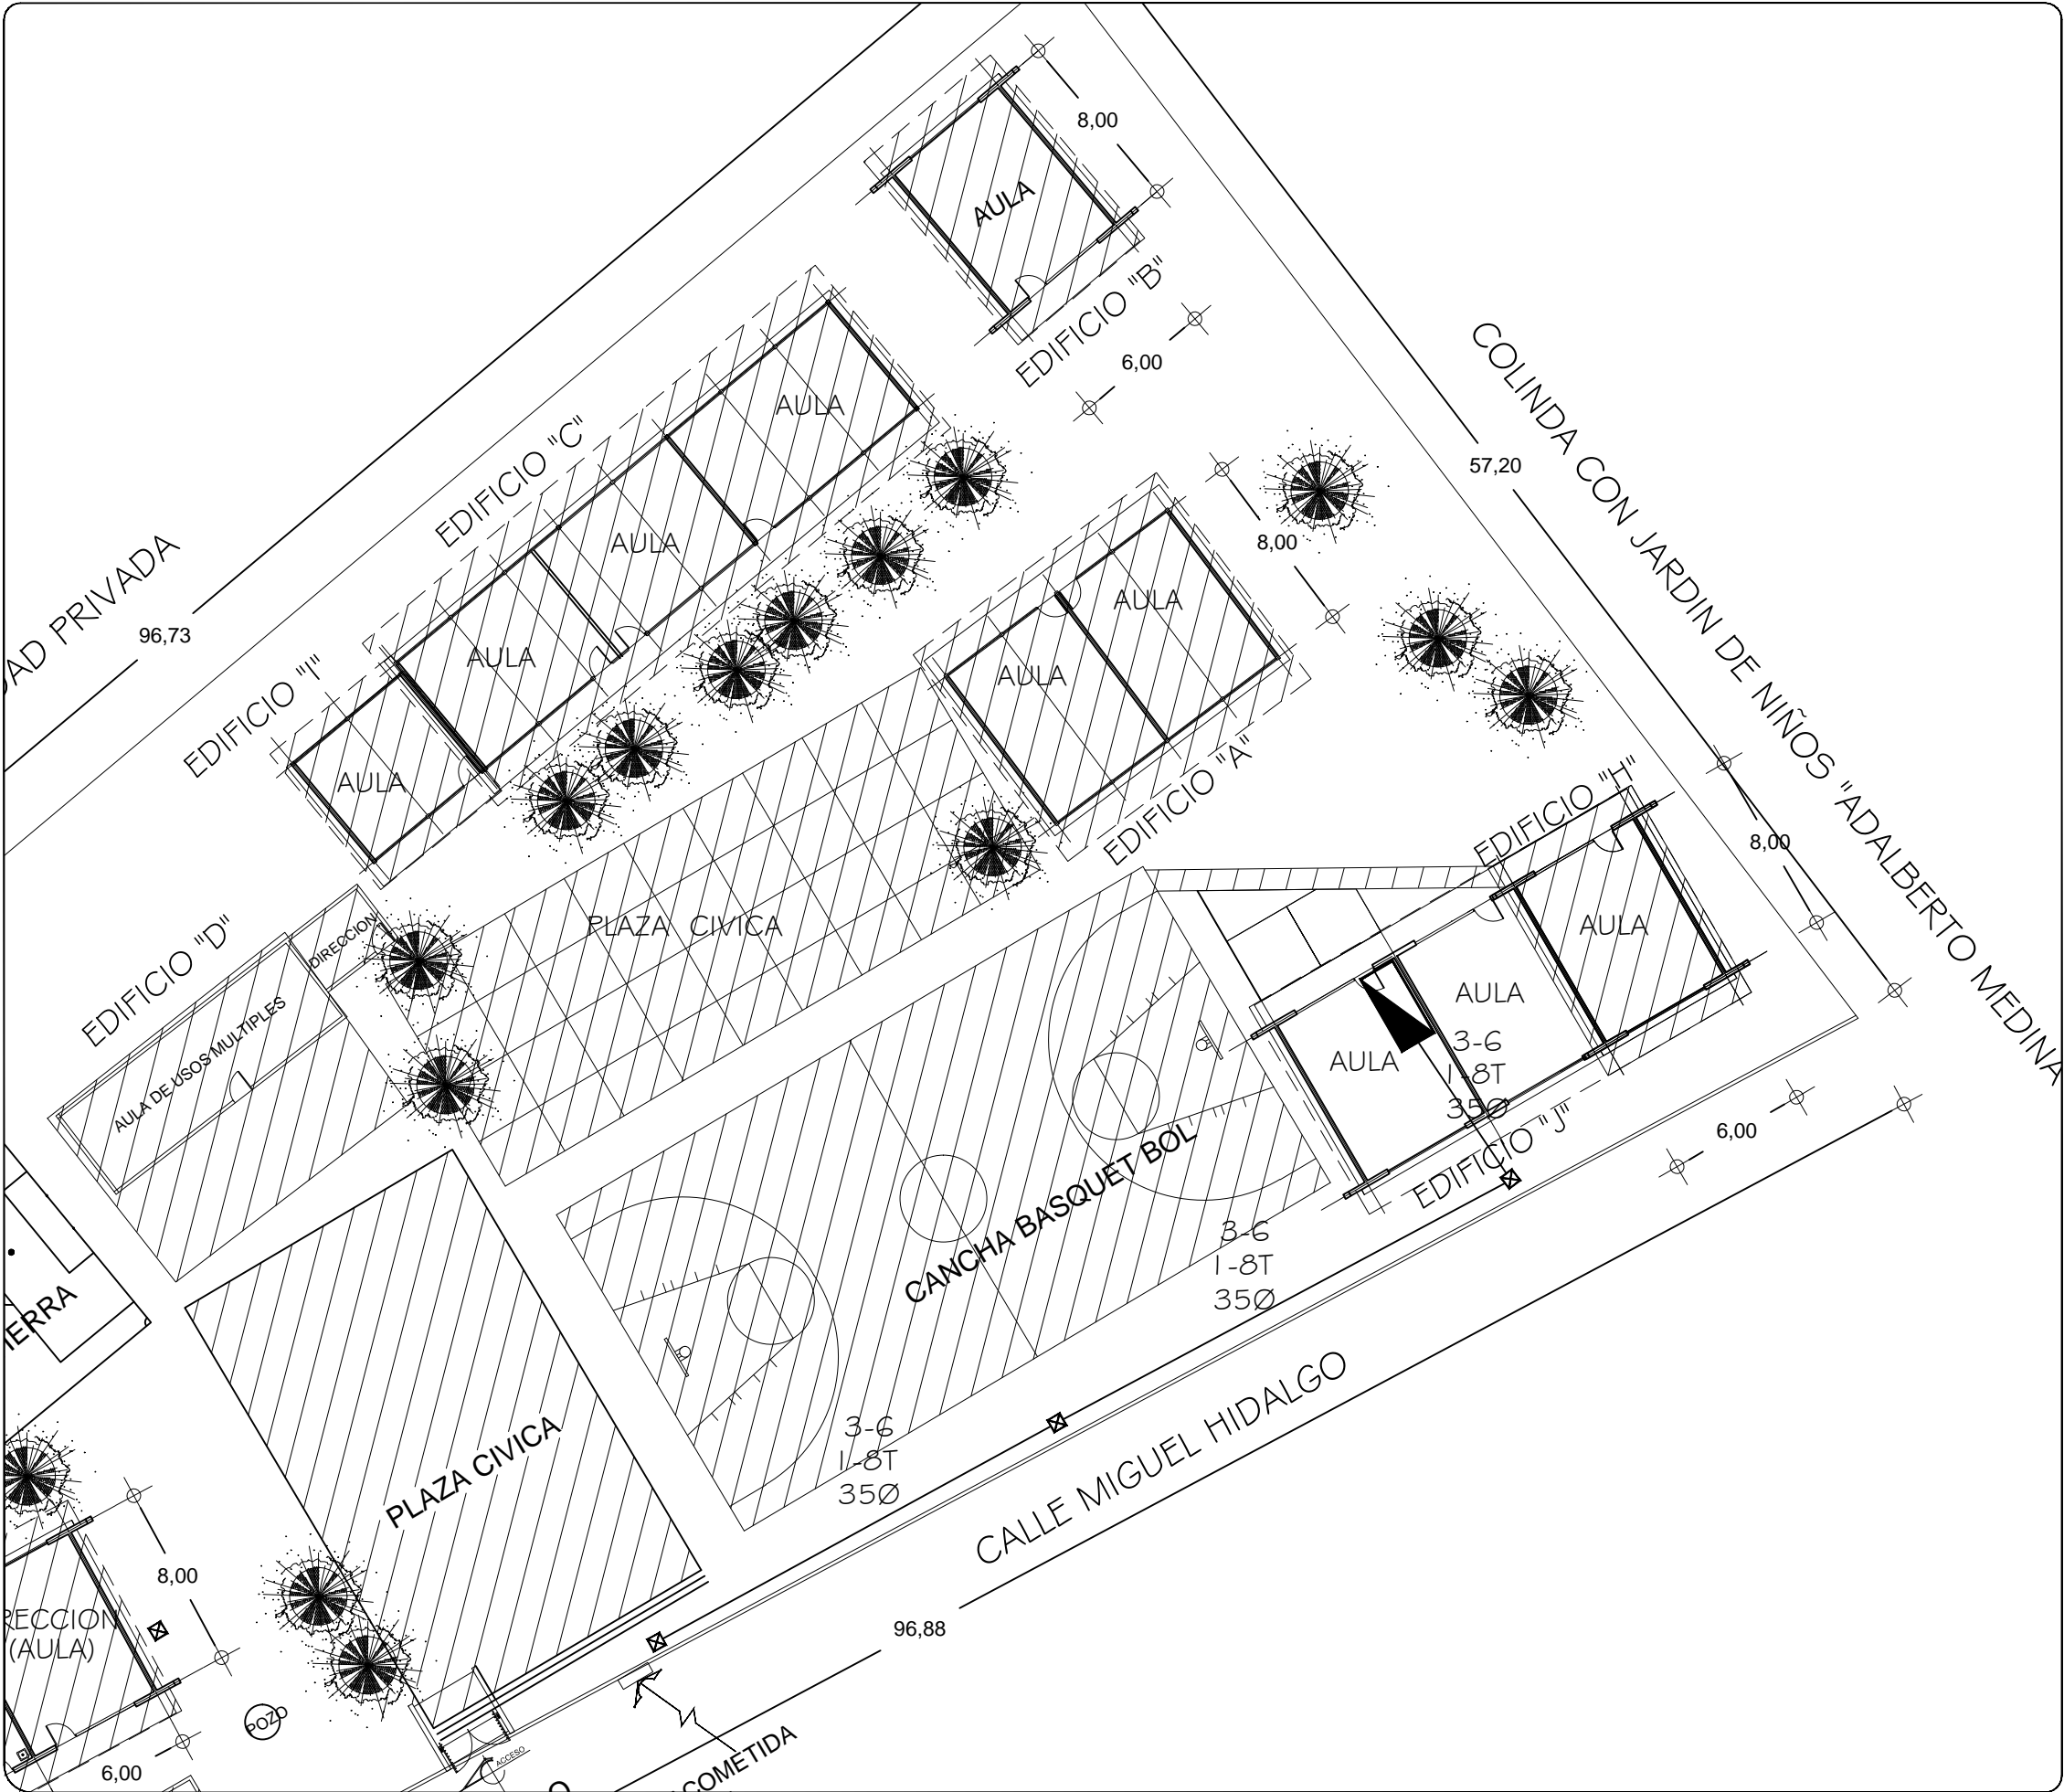 8,00
AULA
EDIFICIO "B"
6,00
COLINDA CON JARDIN DE NIÑOS "ADALBERTO MEDINA
57,20
EDIFICIO "C"
AULA
AULA
AULA
8,00
AULA
AULA
EDIFICIO "A"
PRIVADA
96,73
EDIFICIO "I"
AULA
EDIFICIO "H"
8,00
AULA
AULA
3-6
1-8T
35Ø
AULA
EDIFICIO "J"
6,00
EDIFICIO "D"
DIRECCION
AULA DE USOS MULTIPLES
PLAZA CIVICA
CANCHA BASQUET BOL
3-6
1-8T
35Ø
3-6
1-8T
35Ø
CALLE MIGUEL HIDALGO
96,88
PLAZA CIVICA
8,00
(AULA)
POZO
6,00
ACCESO